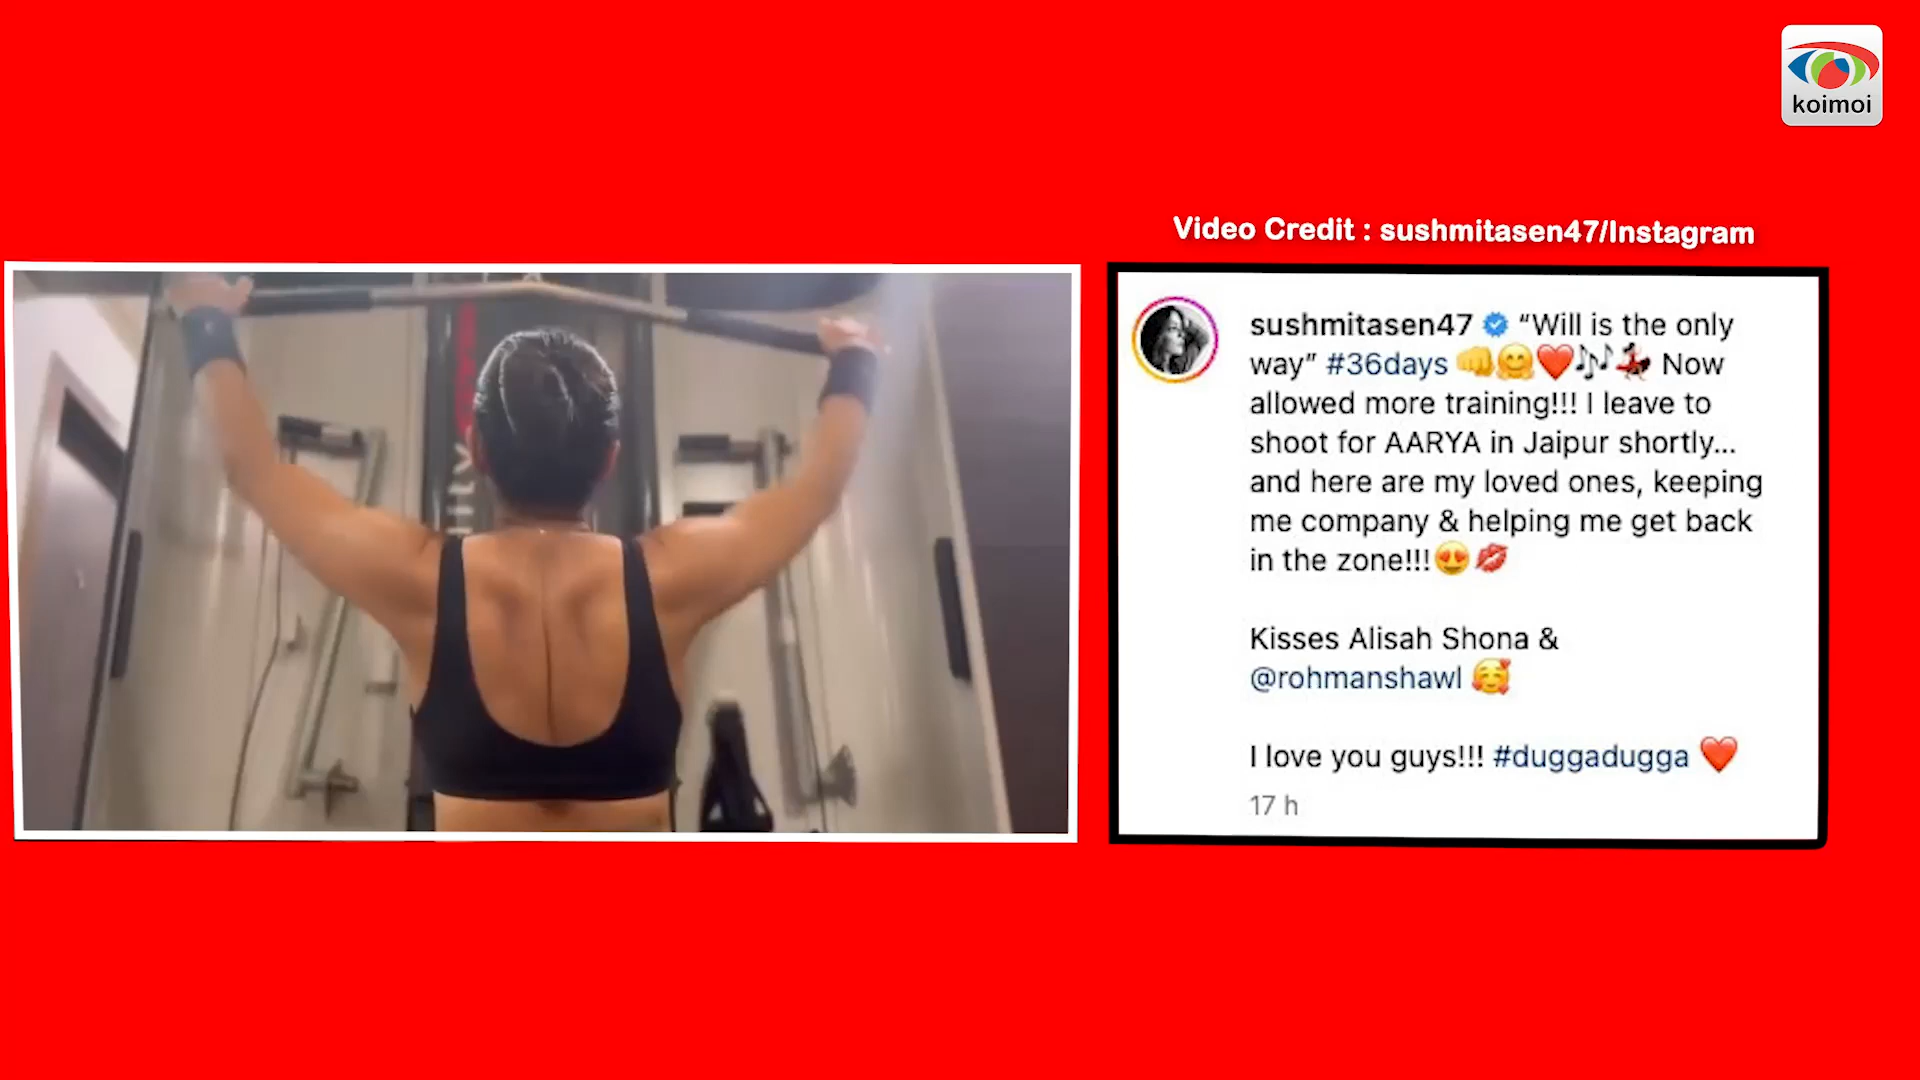 koimoi
Video Credit : sushmitasen47/Instagram
sushmitasen47 “Will is the only
way” #36days 👊🤗❤️🎶💃 Now
allowed more training!!! I leave to
shoot for AARYA in Jaipur shortly...
and here are my loved ones, keeping
me company & helping me get back
in the zone!!!😍💋
Kisses Alisah Shona &
@rohmanshawl 🥰
I love you guys!!! #duggadugga ❤️
17 h